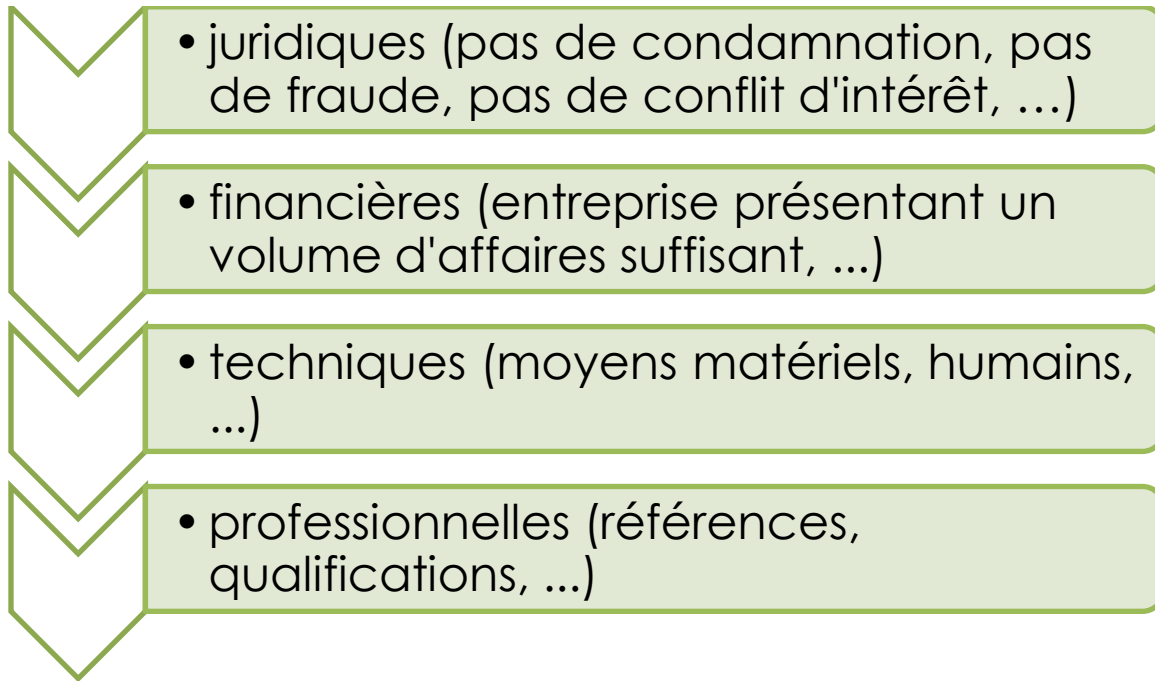 • juridiques (pas de condamnation, pas
de fraude, pas de conflit d'intérêt, …)
• financières (entreprise présentant un
volume d'affaires suffisant, ...)
• techniques (moyens matériels, humains,
...)
• professionnelles (références,
qualifications, ...)